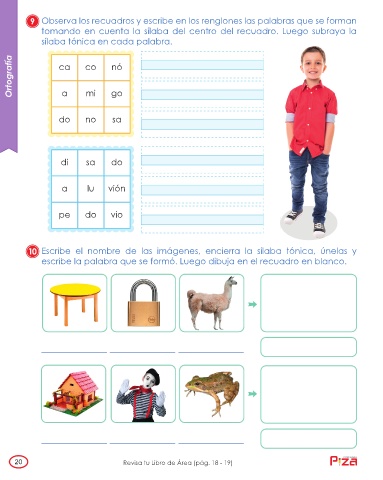 Ortografía
9 Observa los recuadros y escribe en los renglones las palabras que se forman
tomando en cuenta la sílaba del centro del recuadro. Luego subraya la
sílaba tónica en cada palabra.
ca co nó
a mi go
do no sa
di sa do
a lu vión
pe do vio
10 Escribe el nombre de las imágenes, encierra la sílaba tónica, únelas y
escribe la palabra que se formó. Luego dibuja en el recuadro en blanco.
20
Revisa tu Libro de Área (pág. 18 - 19)